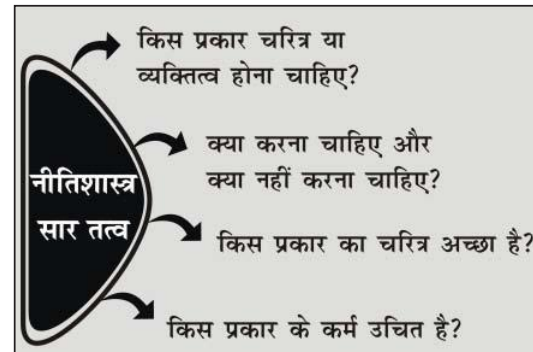 किस प्रकार चरित्र या
व्यक्तित्व होना चाहिए?
क्या करना चाहिए और
क्या नहीं करना चाहिए?
नीतिशास्त्र
सार तत्व
किस प्रकार का चरित्र अच्छा है?
किस प्रकार के कर्म उचित है?